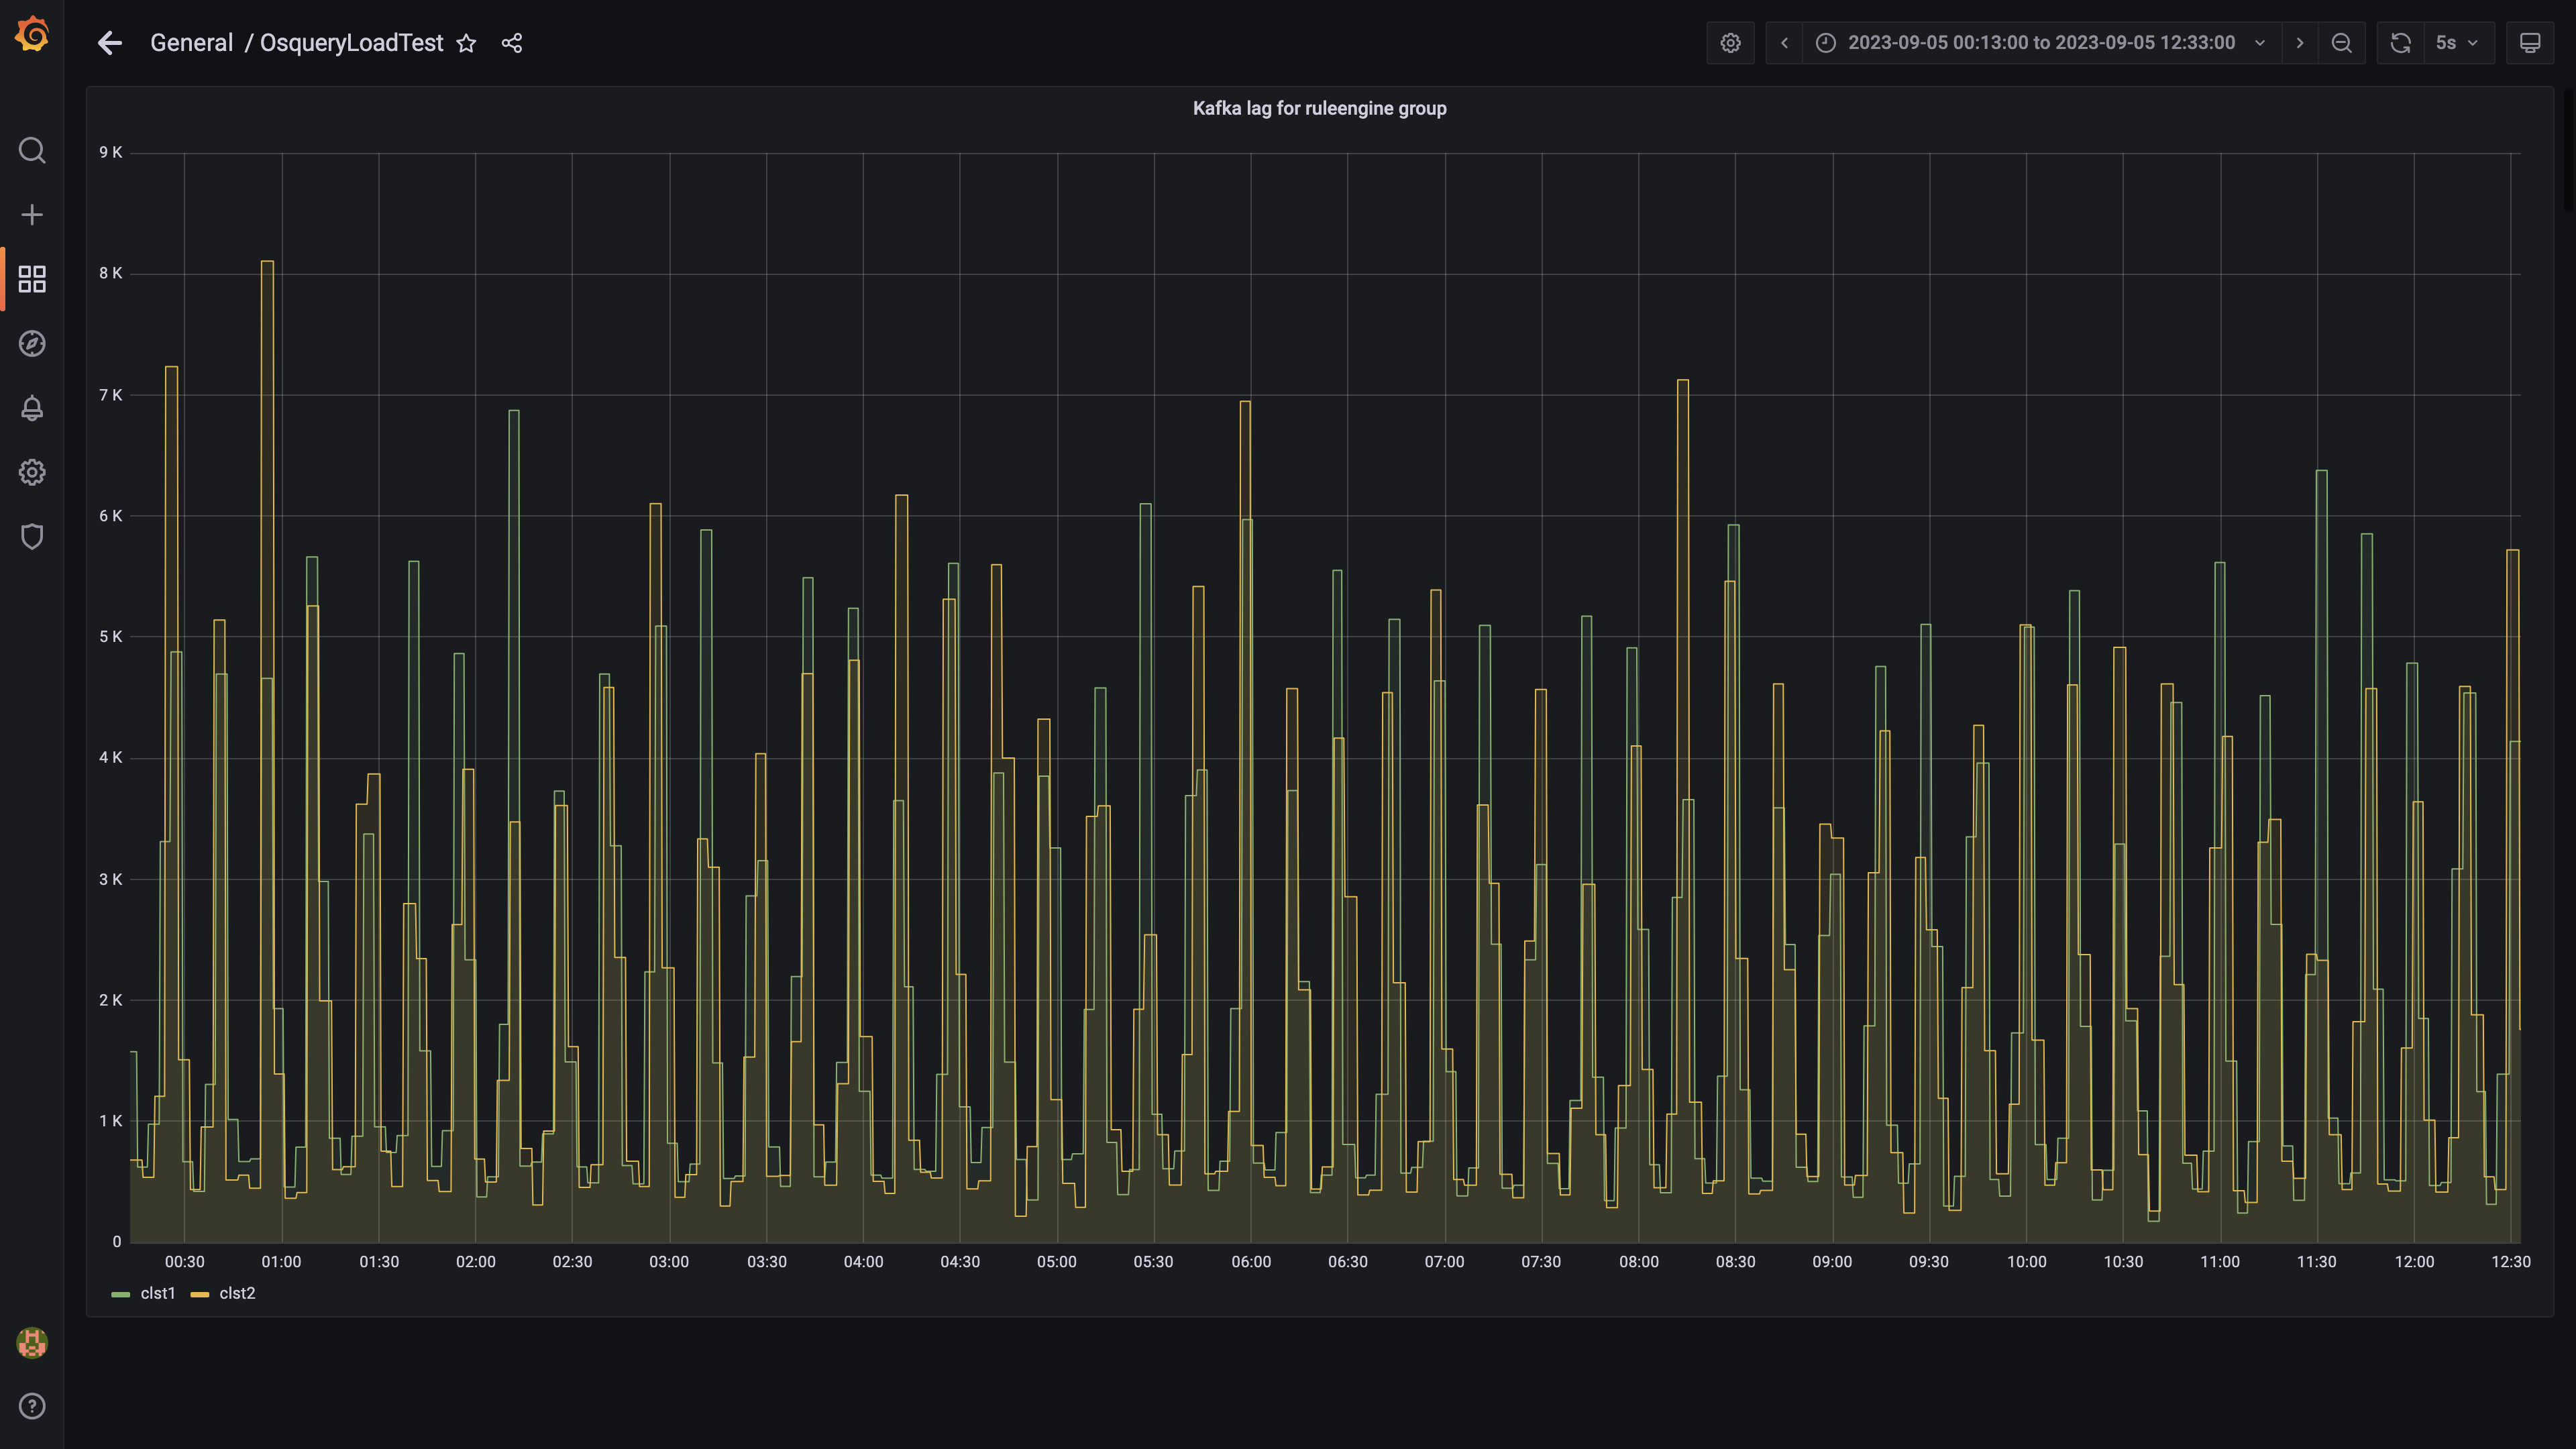 General / OsqueryLoadTest
2023-09-05 00:13:00 to 2023-09-05 12:33:00
5s
Kafka lag for ruleengine group
9 K
8 K
7 K
6 K
5 K
4 K
3 K
2 K
1 K
0
00:30 01:00 01:30 02:00 02:30 03:00 03:30 04:00 04:30 05:00 05:30 06:00 06:30 07:00 07:30 08:00 08:30 09:00 09:30 10:00 10:30 11:00 11:30 12:00 12:30
clst1 clst2